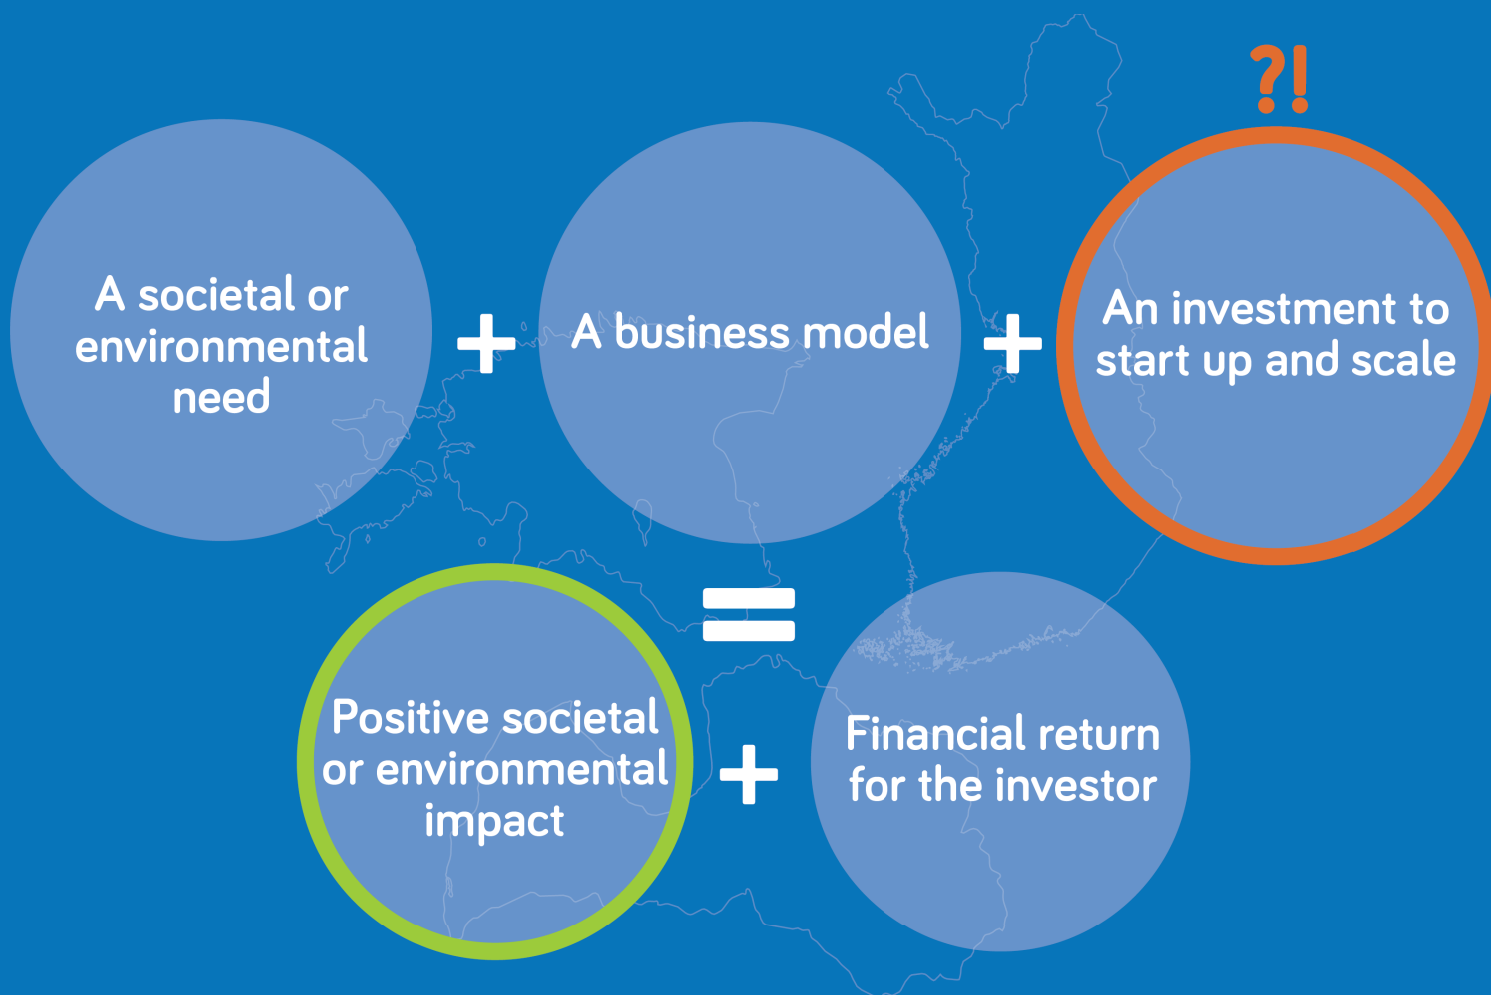 ?!
A societal or
environmental
need
+
A business model
+
An investment to
start up and scale
=
Positive societal
or environmental
impact
+
Financial return
for the investor